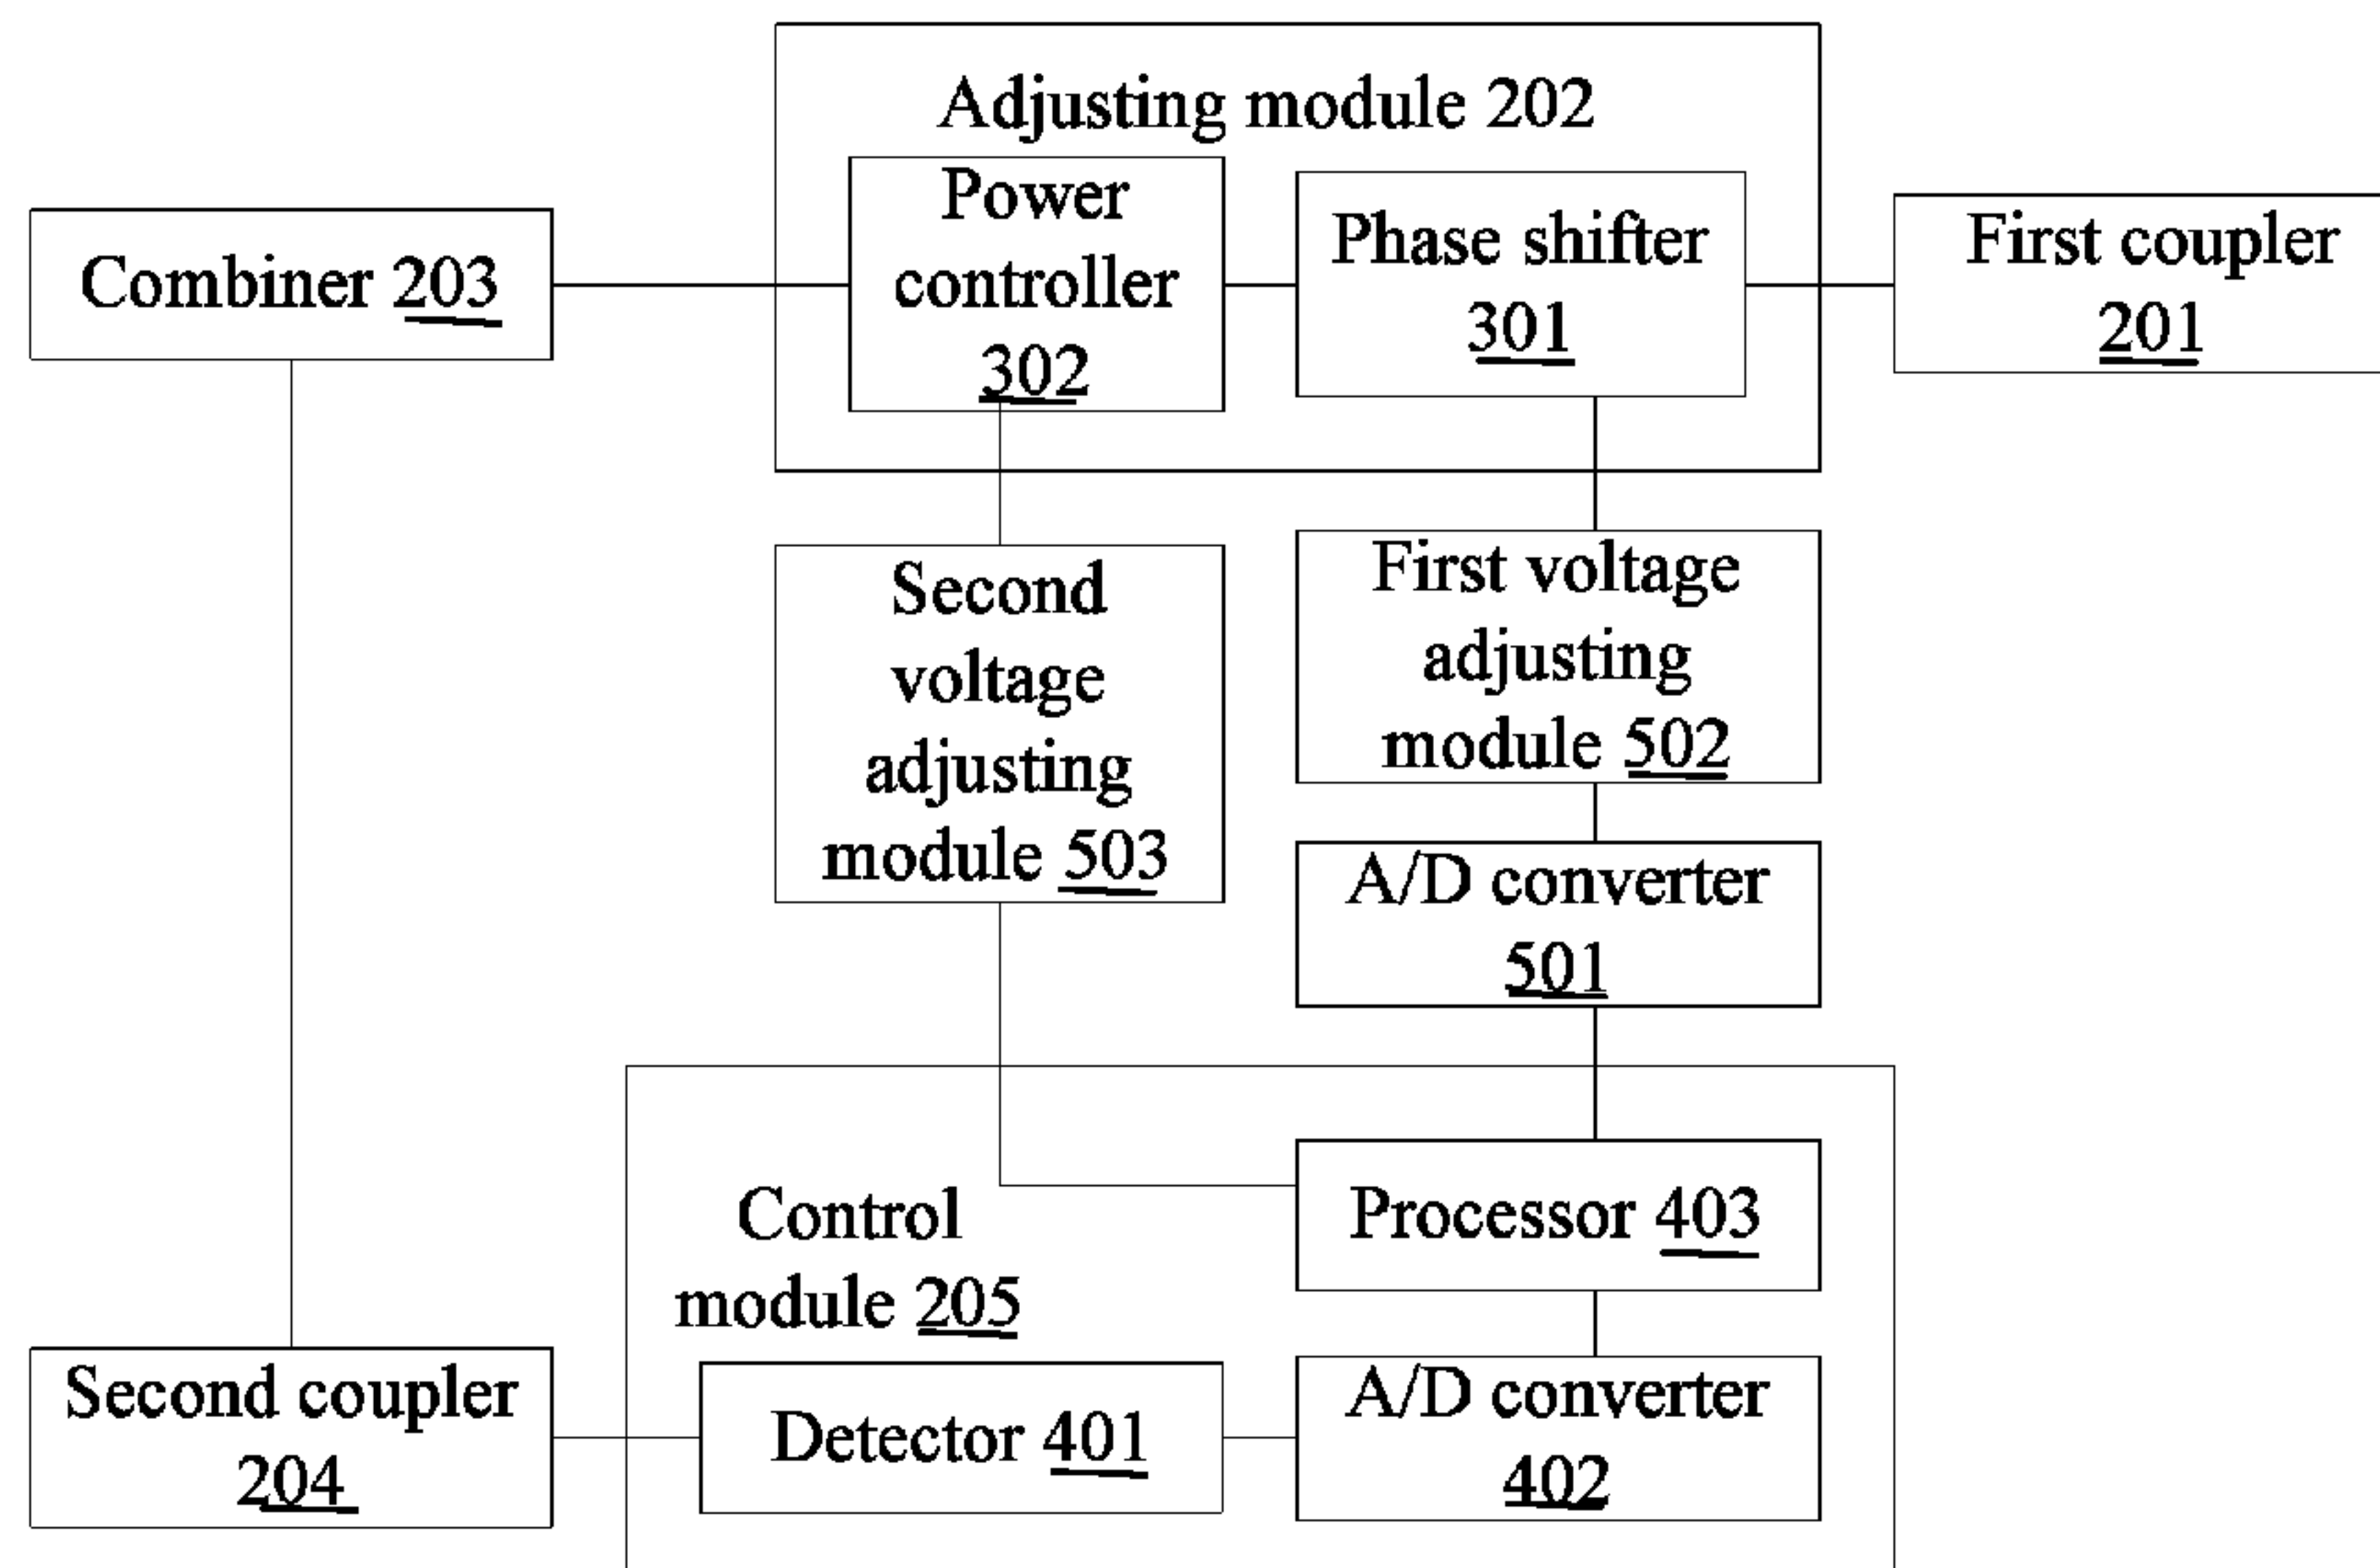 Adjusting module 202
Power
controller
302
Phase shifter
301
First coupler
201
Combiner 203
Second
voltage
adjusting
module 503
First voltage
adjusting
module 502
A/D converter
501
Control
module 205
Processor 403
Second coupler
204
Detector 401
A/D converter
402